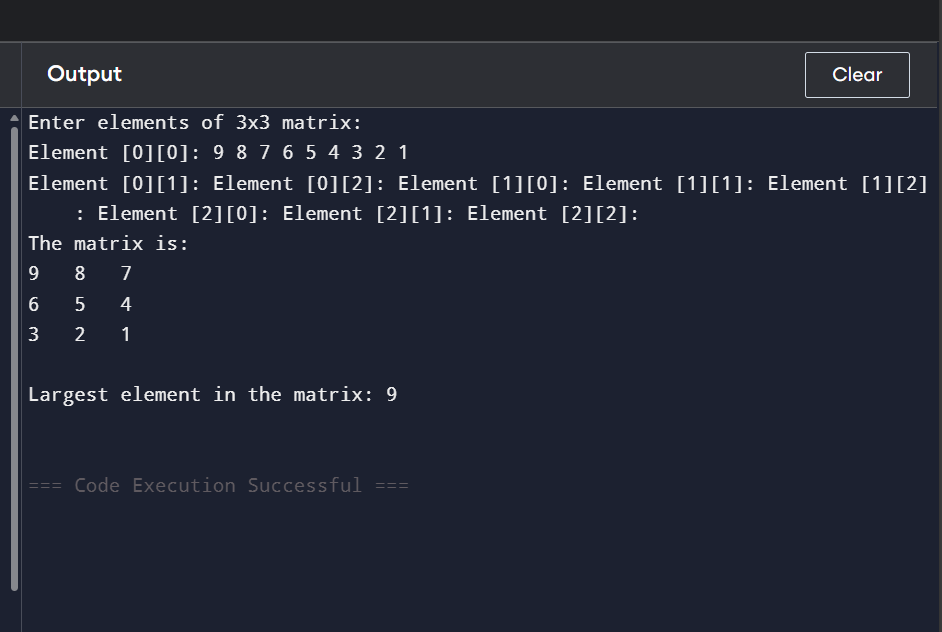 Output
Clear
Enter elements of 3x3 matrix:
Element [0][0]: 9 8 7 6 5 4 3 2 1
Element [0][1]: Element [0][2]: Element [1][0]: Element [1][1]: Element [1][2]
: Element [2][0]: Element [2][1]: Element [2][2]:
The matrix is:
9   8   7
6   5   4
3   2   1
Largest element in the matrix: 9
=== Code Execution Successful ===